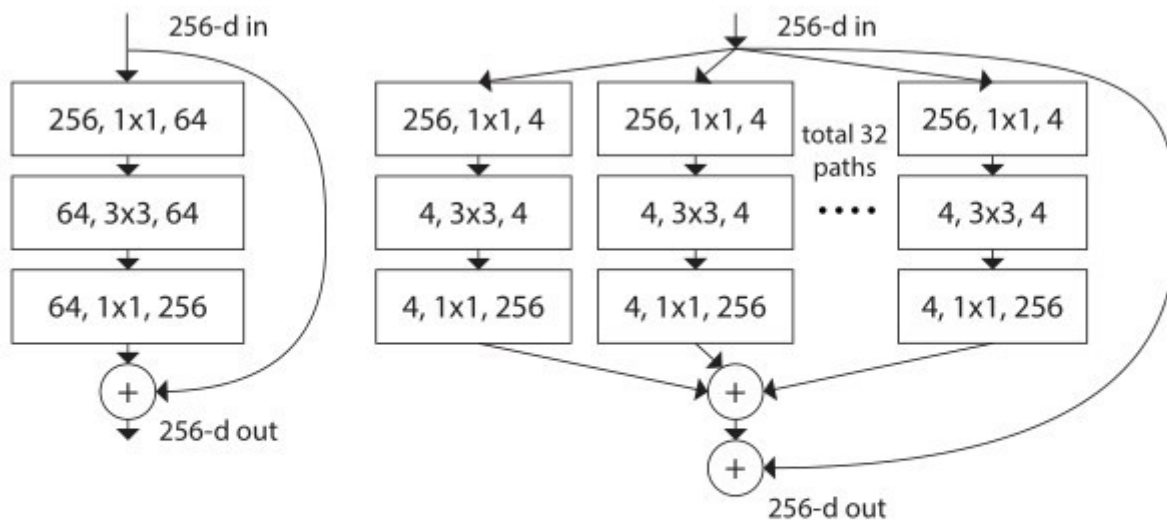 256-d in
256, 1x1, 64
64, 3x3, 64
64, 1x1, 256
+
256-d out
256-d in
256, 1x1, 4
256, 1x1, 4
256, 1x1, 4
total 32
paths
4, 3x3, 4
4, 3x3, 4
....
4, 3x3, 4
4, 1x1, 256
4, 1x1, 256
4, 1x1, 256
+
+
256-d out